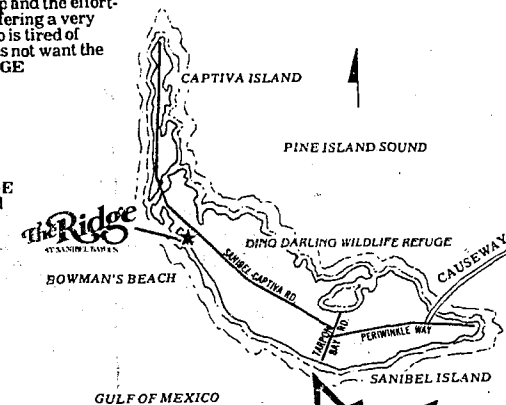 p and the effort-
fering a very
o is tired of
s not want the
GE
CAPTIVA ISLAND
PINE ISLAND SOUND
E
The Ridge
AT SANIBEL BAYOUS
DING DARLING WILDLIFE REFUGE
BOWMAN'S BEACH
SANIBEL-CAPTIVA RD.
CAUSEWAY
TARPON
BAY RD.
PERIWINKLE WAY
SANIBEL ISLAND
GULF OF MEXICO